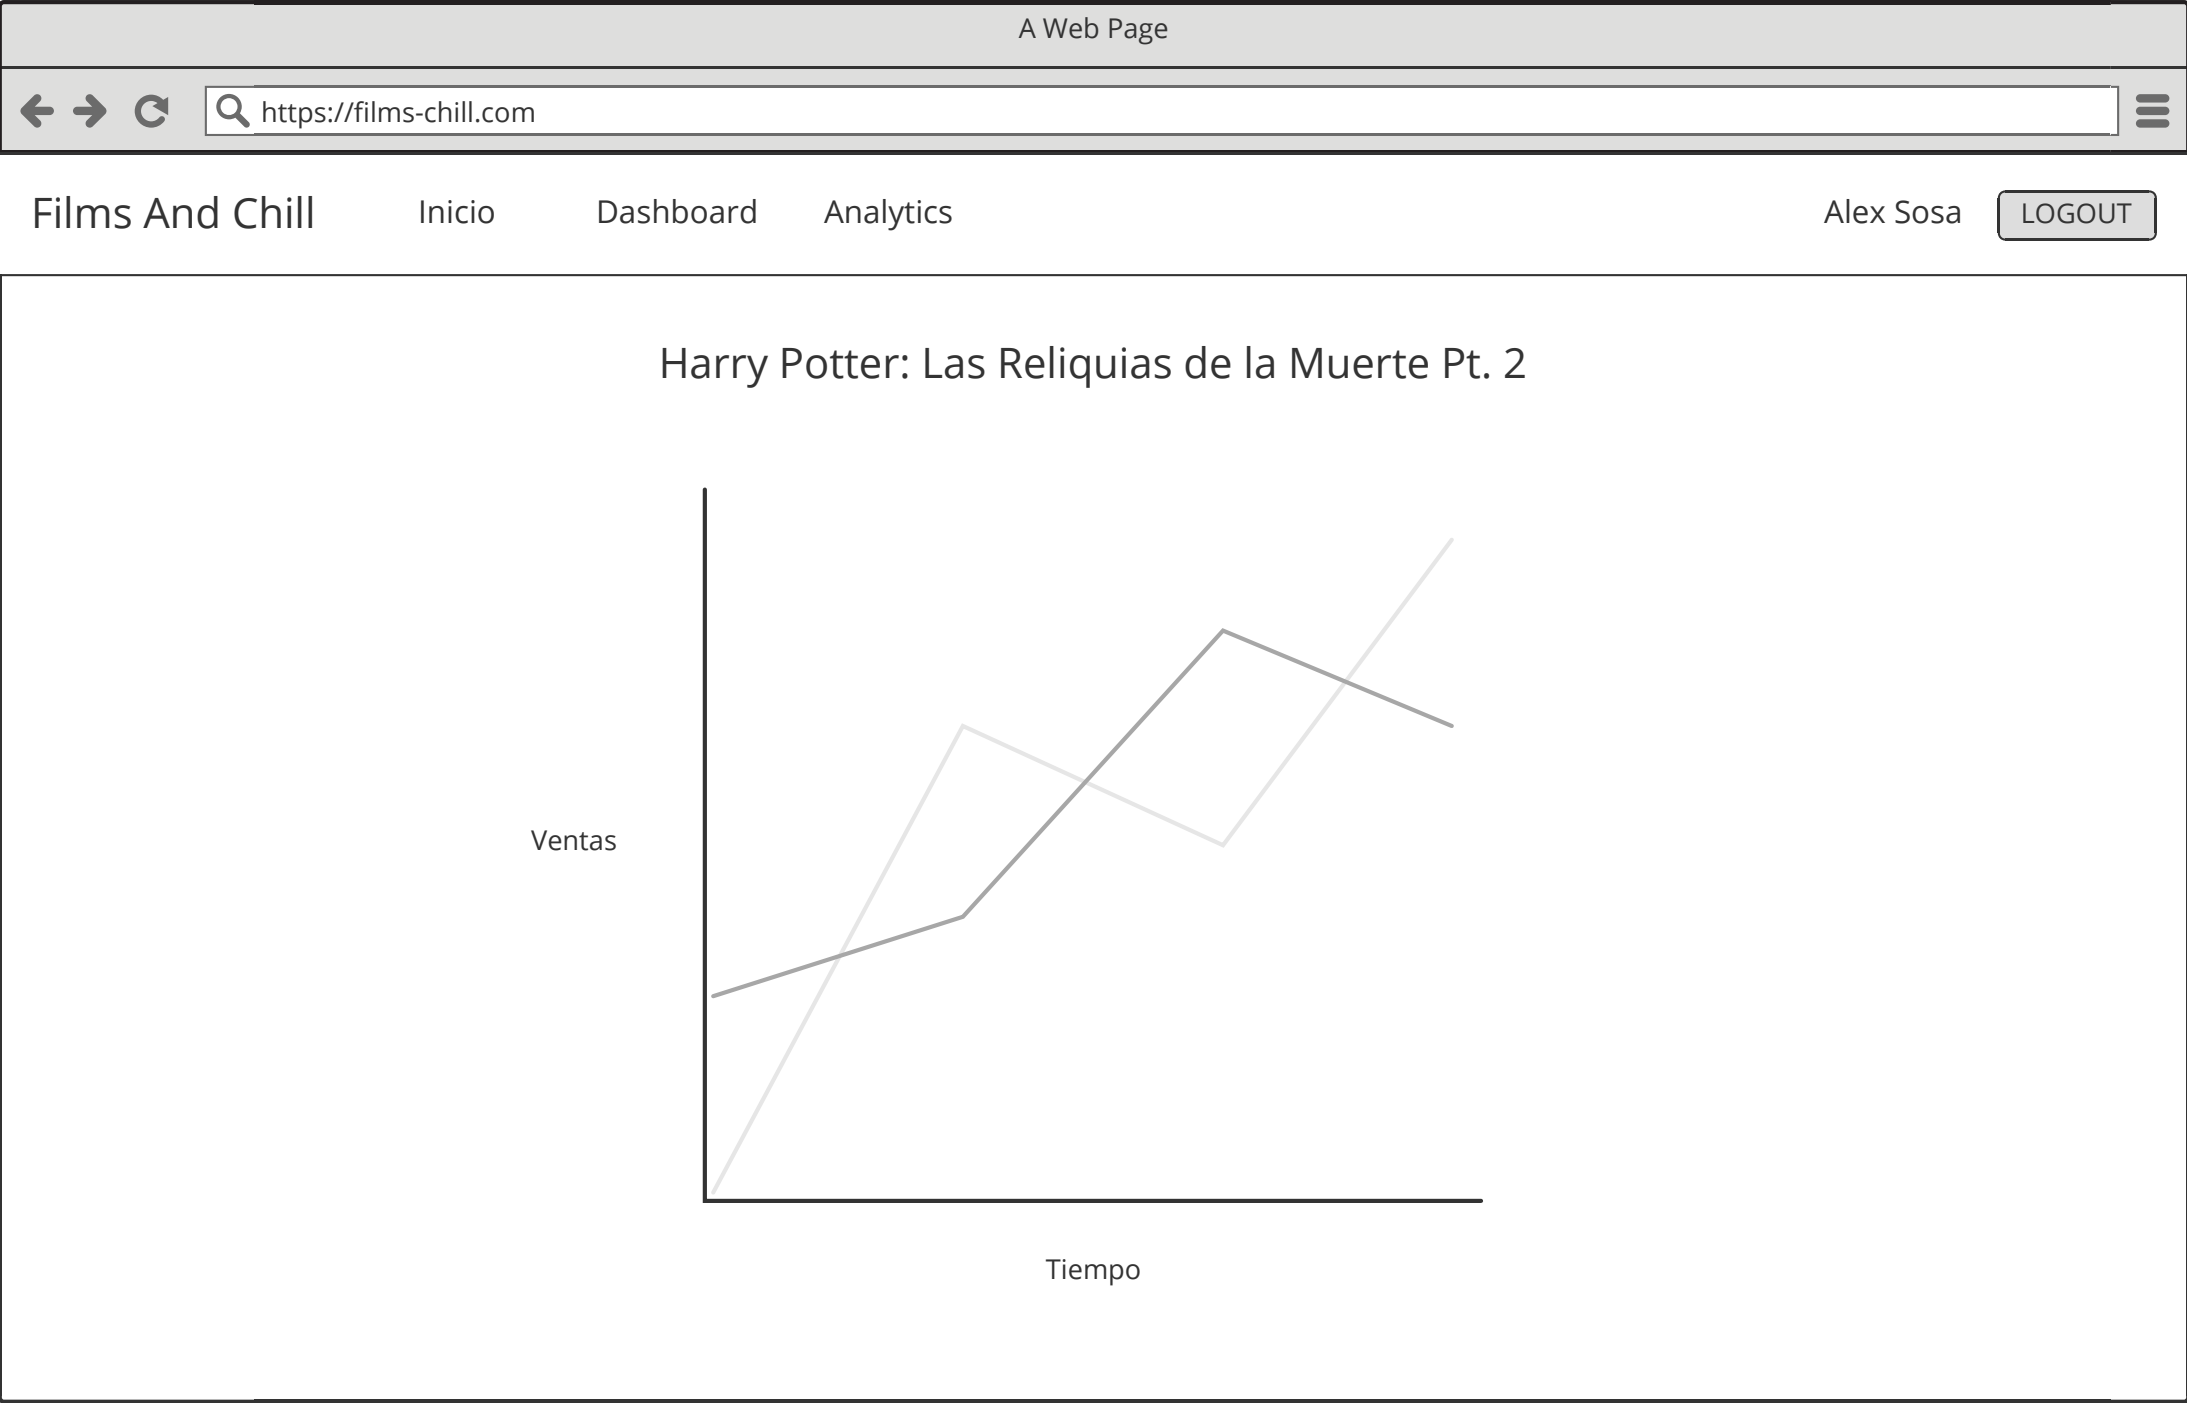 A Web Page
https://films-chill.com
Films And Chill Inicio Dashboard Analytics Alex Sosa LOGOUT
Harry Potter: Las Reliquias de la Muerte Pt. 2
Ventas
Tiempo